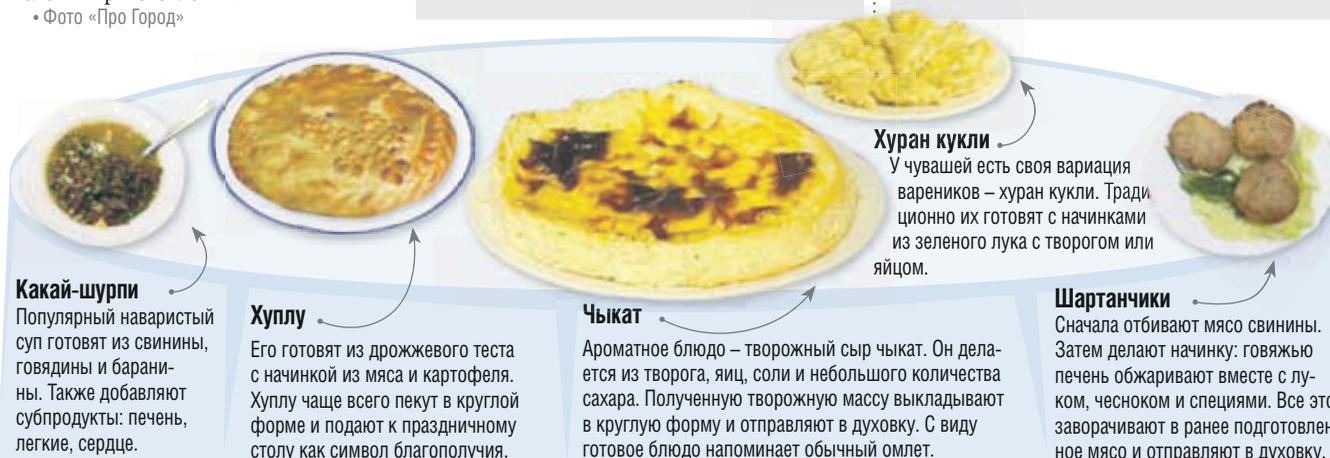 • Фото «Про Город»
Какай-шурпи
Популярный наваристый
суп готовят из свинины,
говядины и барани-
ны. Также добавляют
субпродукты: печень,
легкие, сердце.
Хуплу
Его готовят из дрожжевого теста
с начинкой из мяса и картофеля.
Хуплу чаще всего пекут в круглой
форме и подают к праздничному
столу как символ благополучия.
Чыкат
Ароматное блюдо – творожный сыр чыкат. Он дела-
ется из творога, яиц, соли и небольшого количества
сахара. Полученную творожную массу выкладывают
в круглую форму и отправляют в духовку. С виду
готовое блюдо напоминает обычный омлет.
Хуран кукли
У чувашей есть своя вариация
вареников – хуран кукли. Тради
ционно их готовят с начинками
из зеленого лука с творогом или
яйцом.
Шартанчики
Сначала отбивают мясо свинины.
Затем делают начинку: говяжью
печень обжаривают вместе с лу-
ком, чесноком и специями. Все это
заворачивают в ранее подготовлен
ное мясо и отправляют в духовку.